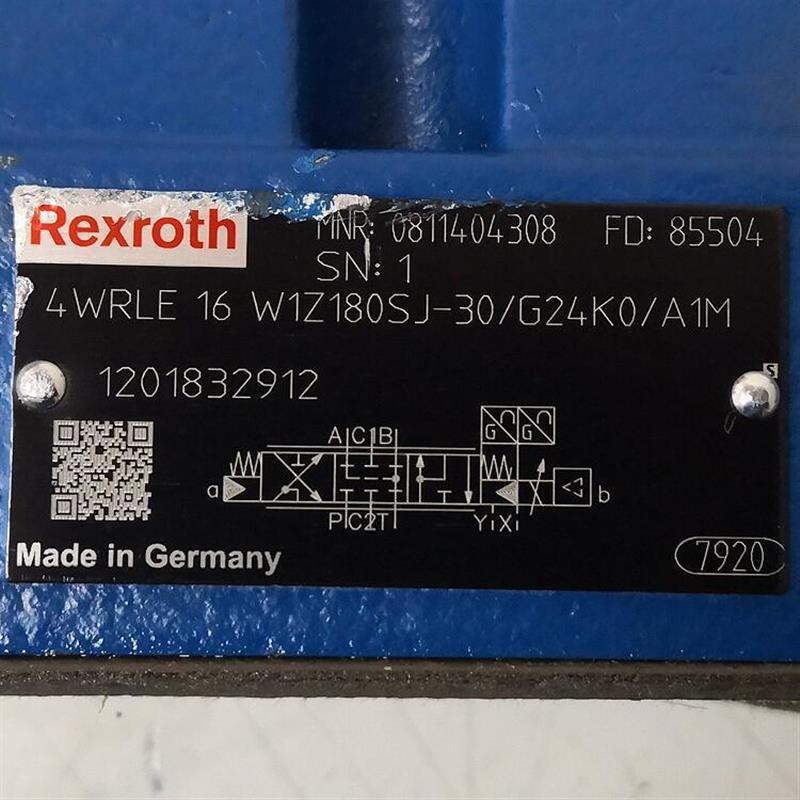 Rexroth MNR: 0811404308 FD: 85504
SN: 1
4WRLE 16 W1Z180SJ-30/G24K0/A1M
S
1201832912
G G
A C1 B
a b
P C2 T Y X
Made in Germany
7920